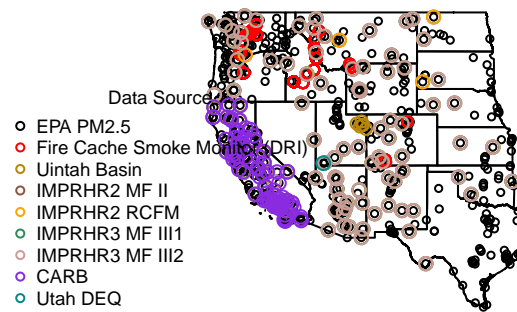 Data Source
EPA PM2.5
Fire Cache Smoke Monitor (DRI)
Uintah Basin
IMPRHR2 MF II
IMPRHR2 RCFM
IMPRHR3 MF III1
IMPRHR3 MF III2
CARB
Utah DEQ